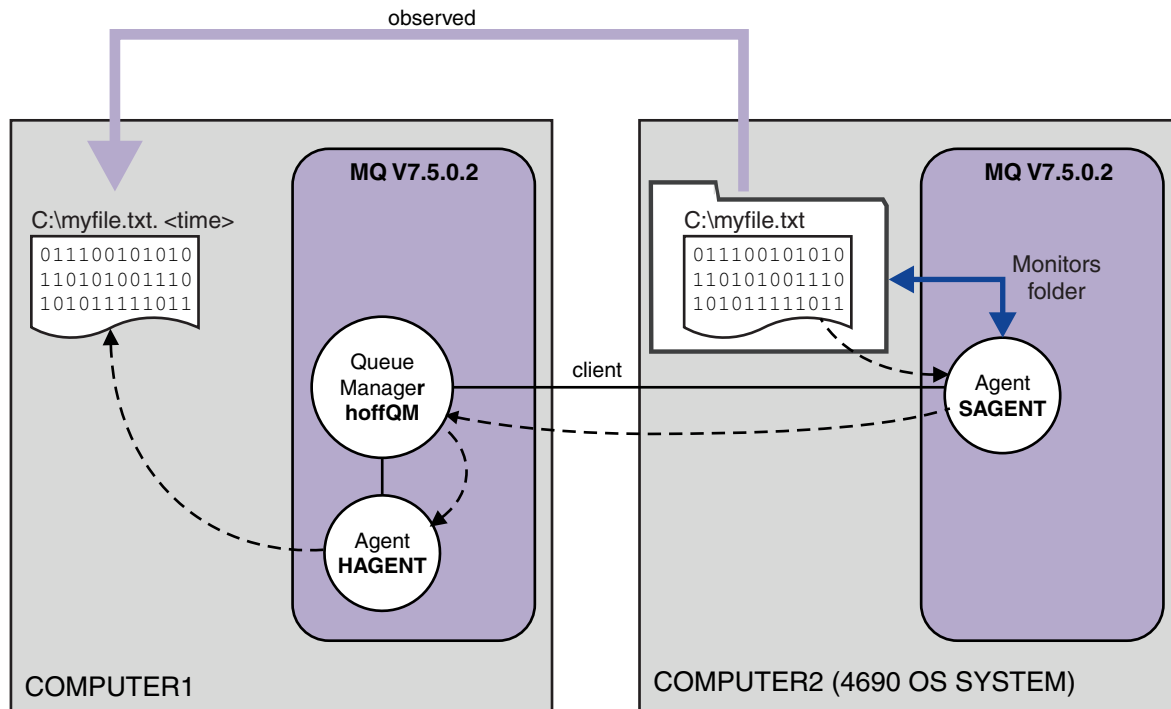 observed
MQ V7.5.0.2
C:\myfile.txt. <time>
011100101010
110101001110
101011111011
Queue
Manager
hoffQM
Agent
HAGENT
COMPUTER1
client
MQ V7.5.0.2
C:\myfile.txt
011100101010
110101001110
101011111011
Monitors
folder
Agent
SAGENT
COMPUTER2 (4690 OS SYSTEM)